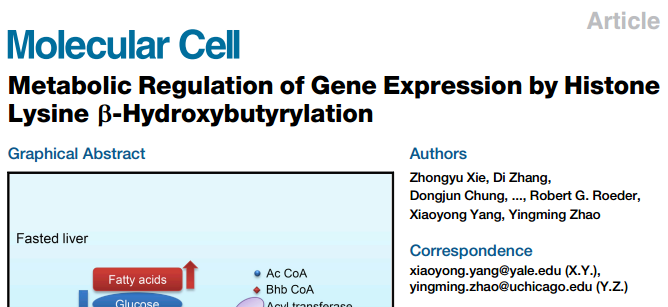 Article
Molecular Cell
Metabolic Regulation of Gene Expression by Histone
Lysine β-Hydroxybutyrylation
Graphical Abstract
Authors
Zhongyu Xie, Di Zhang,
Dongjun Chung, ..., Robert G. Roeder,
Xiaoyong Yang, Yingming Zhao
Correspondence
xiaoyong.yang@yale.edu (X.Y.),
yingming.zhao@uchicago.edu (Y.Z.)
Fasted liver
Fatty acids
Glucose
Ac CoA
Bhb CoA
Acyl transferase